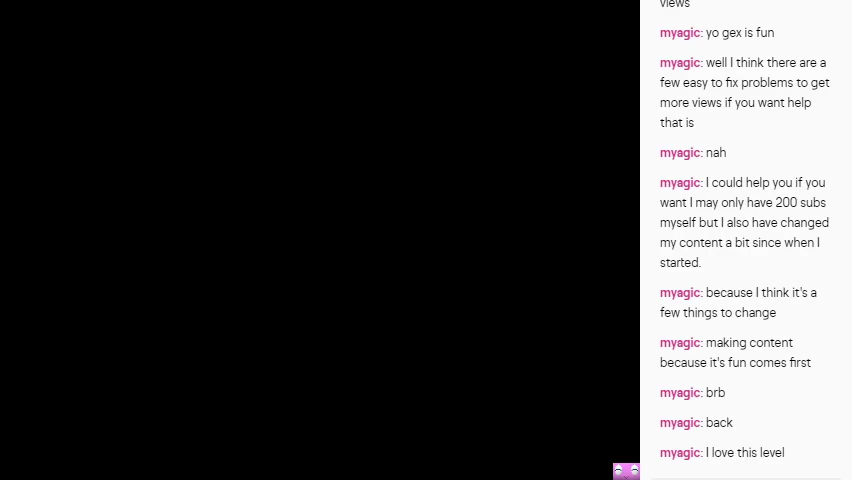 views
myagic: yo gex is fun
myagic: well I think there are a
few easy to fix problems to get
more views if you want help
that is
myagic: nah
myagic: I could help you if you
want I may only have 200 subs
myself but I also have changed
my content a bit since when I
started.
myagic: because I think it's a
few things to change
myagic: making content
because it's fun comes first
myagic: brb
myagic: back
myagic: I love this level